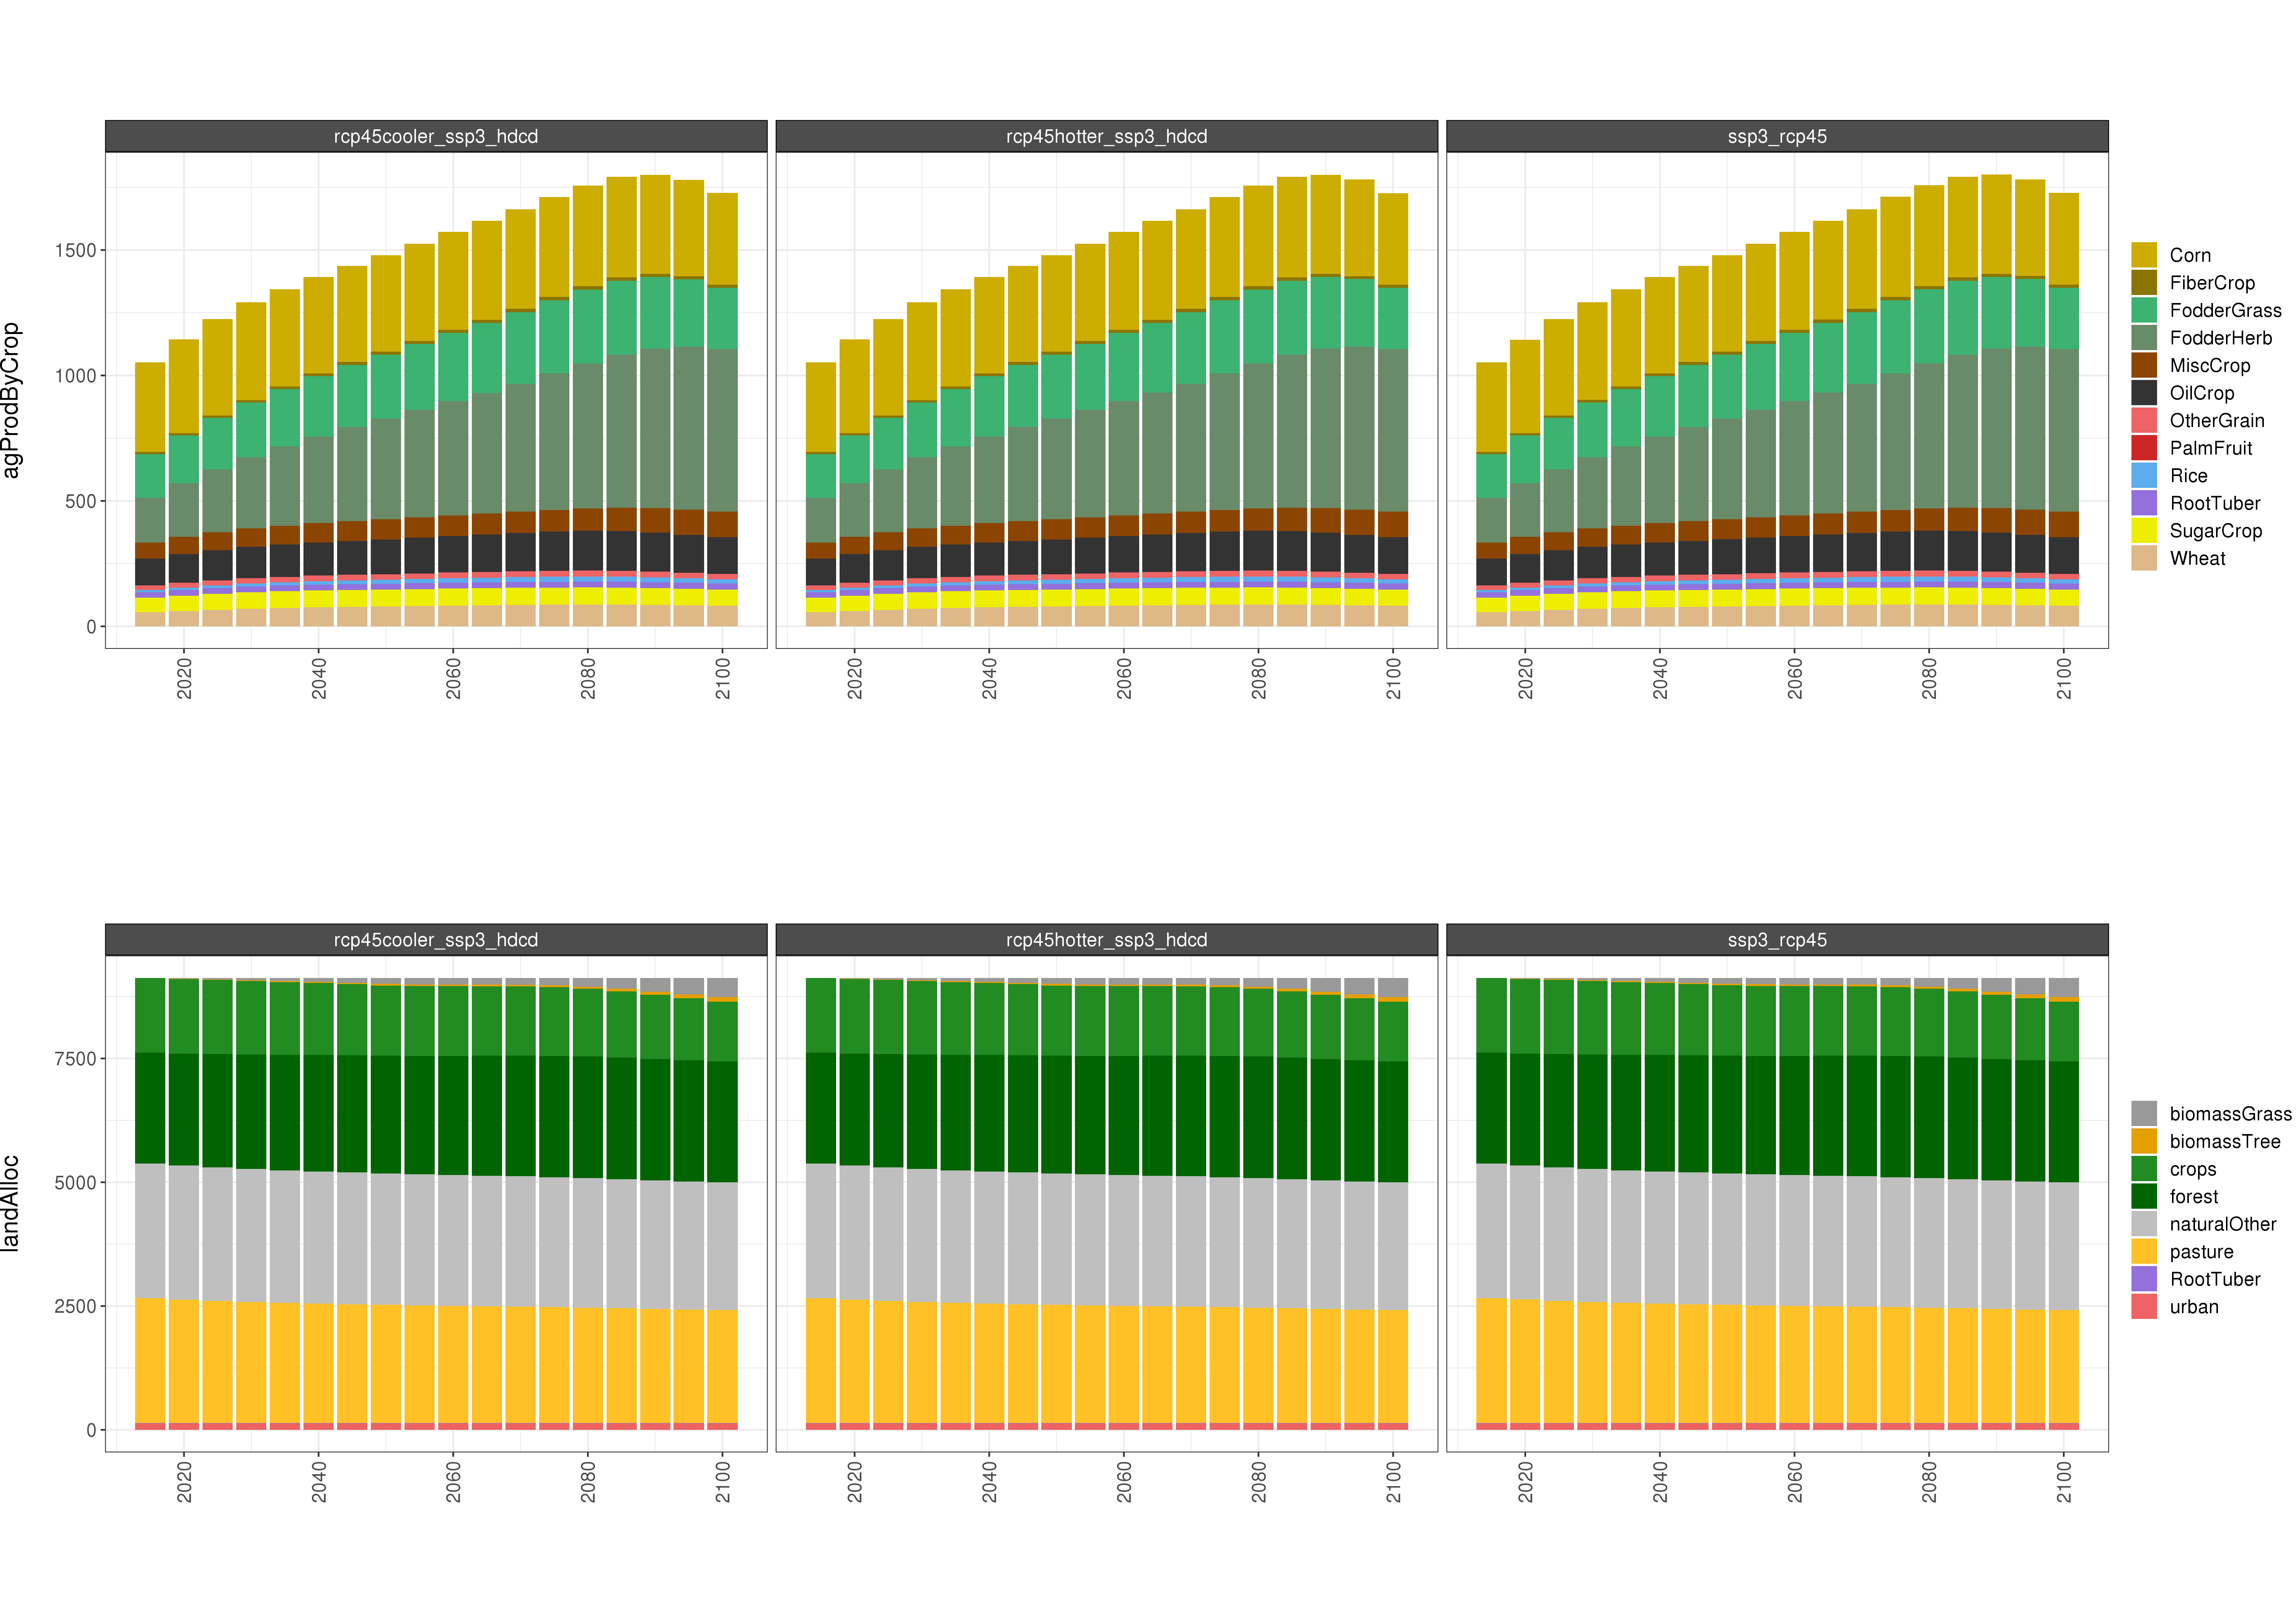 rcp45cooler_ssp3_hdcd rcp45hotter_ssp3_hdcd ssp3_rcp45
agProdByCrop
1500
1000
500
0
2020 2040 2060 2080 2100 2020 2040 2060 2080 2100 2020 2040 2060 2080 2100
Corn
FiberCrop
FodderGrass
FodderHerb
MiscCrop
OilCrop
OtherGrain
PalmFruit
Rice
RootTuber
SugarCrop
Wheat
rcp45cooler_ssp3_hdcd rcp45hotter_ssp3_hdcd ssp3_rcp45
landAlloc
7500
5000
2500
0
2020 2040 2060 2080 2100 2020 2040 2060 2080 2100 2020 2040 2060 2080 2100
biomassGrass
biomassTree
crops
forest
naturalOther
pasture
RootTuber
urban